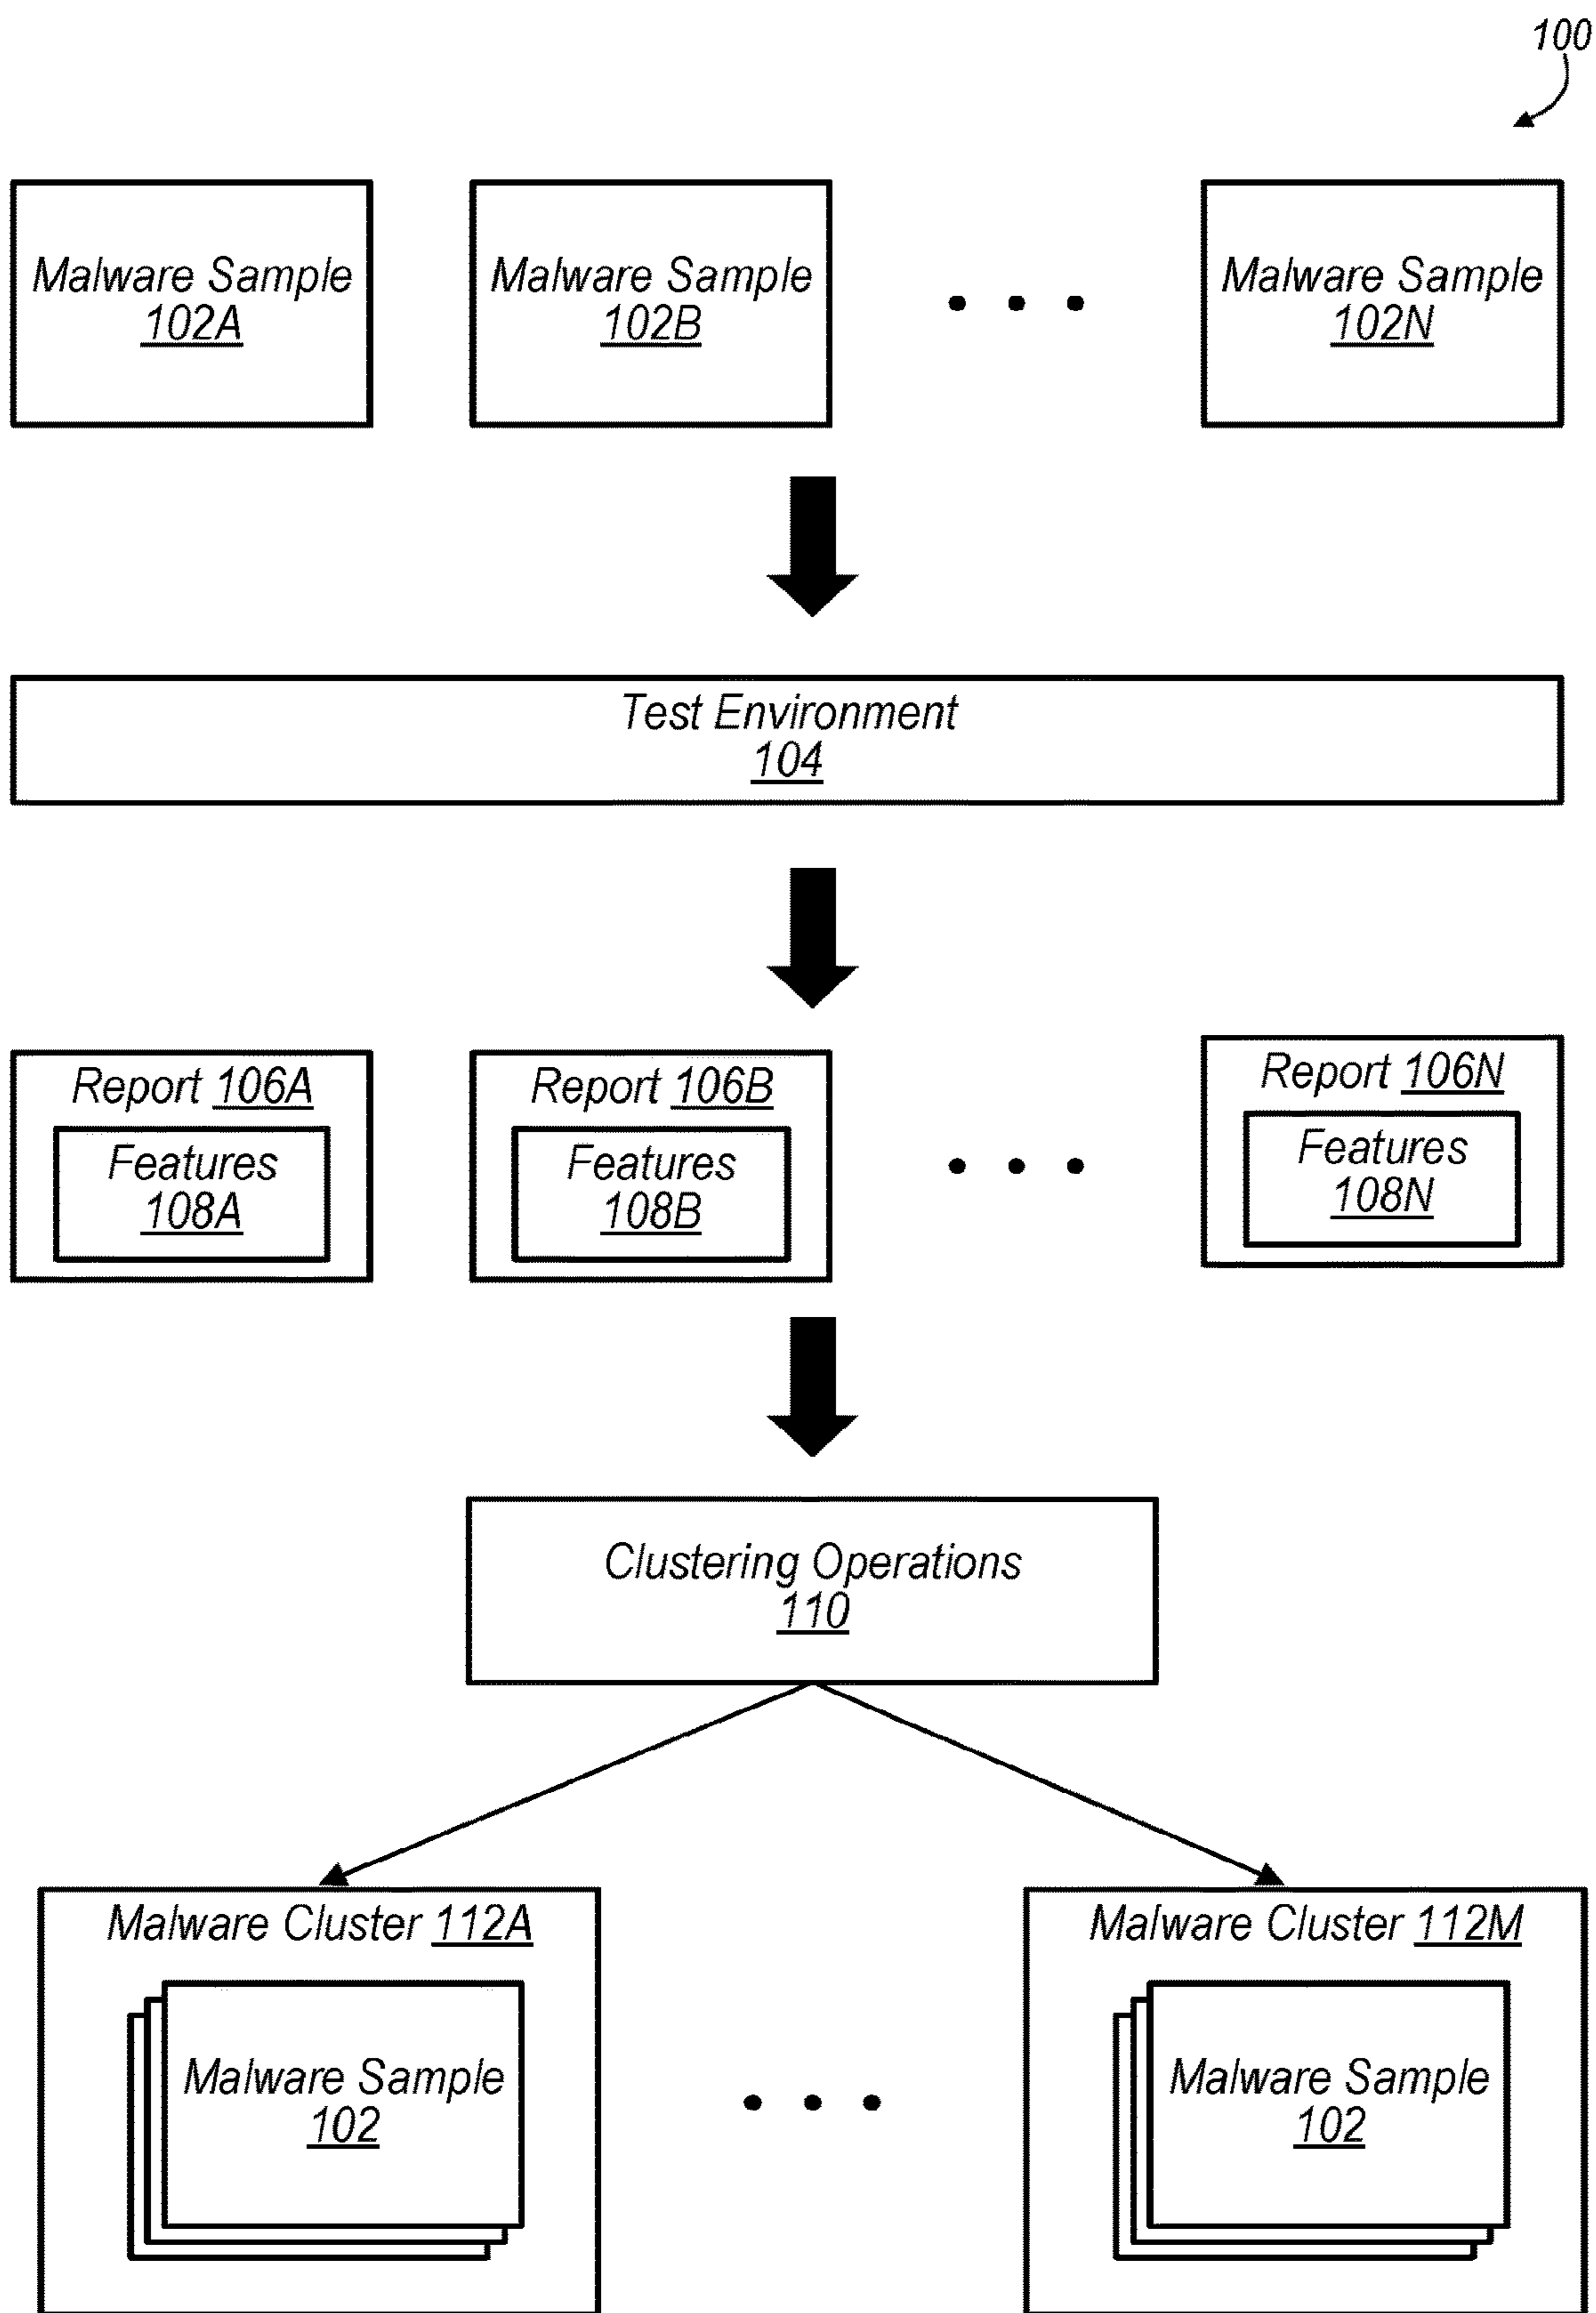 100
Malware Sample
102A
Malware Sample
102B
Malware Sample
102N
Test Environment
104
Report 106A
Features
108A
Report 106B
Features
108B
Report 106N
Features
108N
Clustering Operations
110
Malware Cluster 112A
Malware Sample
102
Malware Cluster 112M
Malware Sample
102